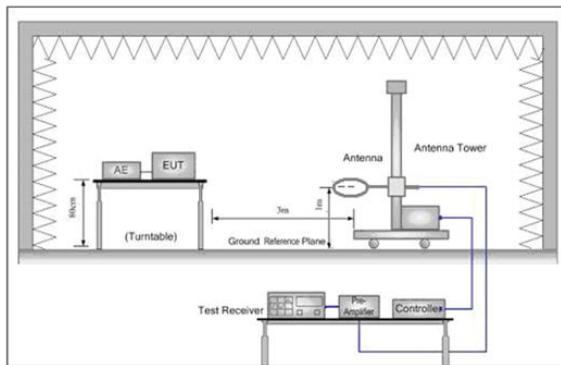 Antenna Tower
Antenna
EUT
AE
80cm
3m
1m
(Turntable)
Ground Reference Plane
Test Receiver
Pre-
Amplifier
Controller